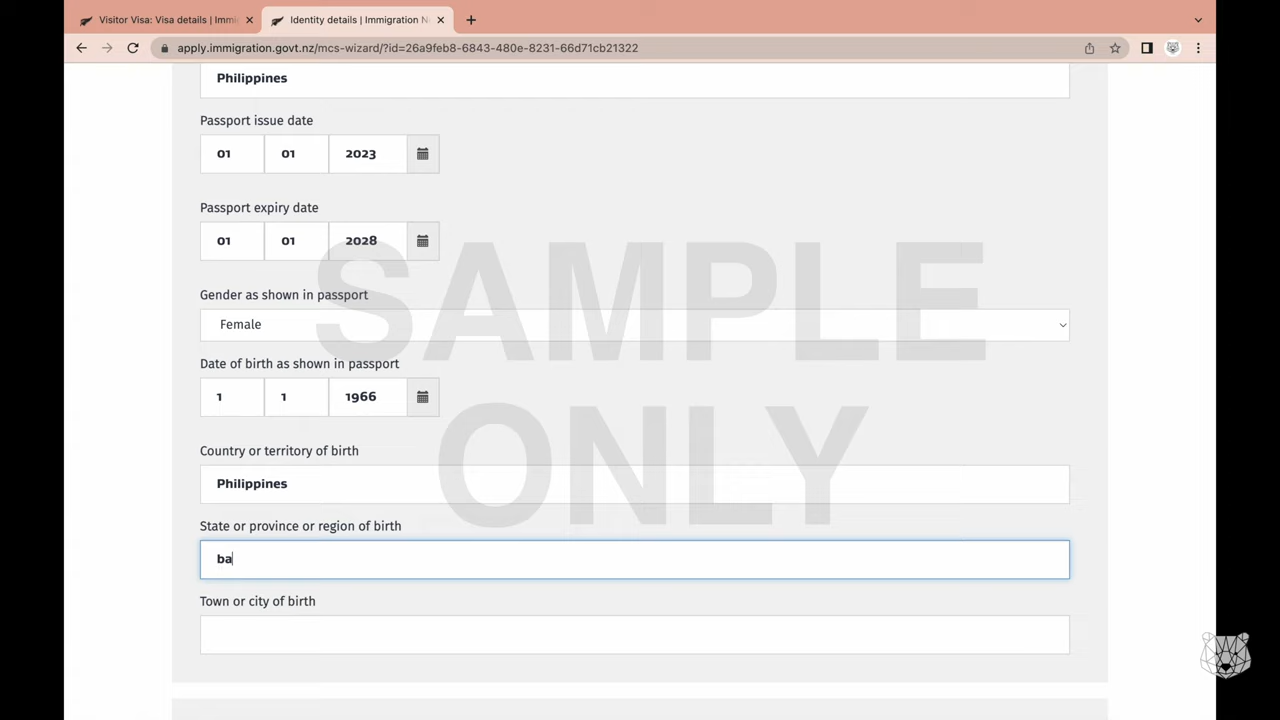 Visitor Visa: Visa details | Immi
Identity details | Immigration N
apply.immigration.govt.nz/mcs-wizard/?id=26a9feb8-6843-480e-8231-66d71cb21322
Philippines
Passport issue date
01 01 2023
Passport expiry date
01 01 2028
Gender as shown in passport
Female
Date of birth as shown in passport
1 1 1966
Country or territory of birth
Philippines
State or province or region of birth
ba
Town or city of birth
SAMPLE
ONLY